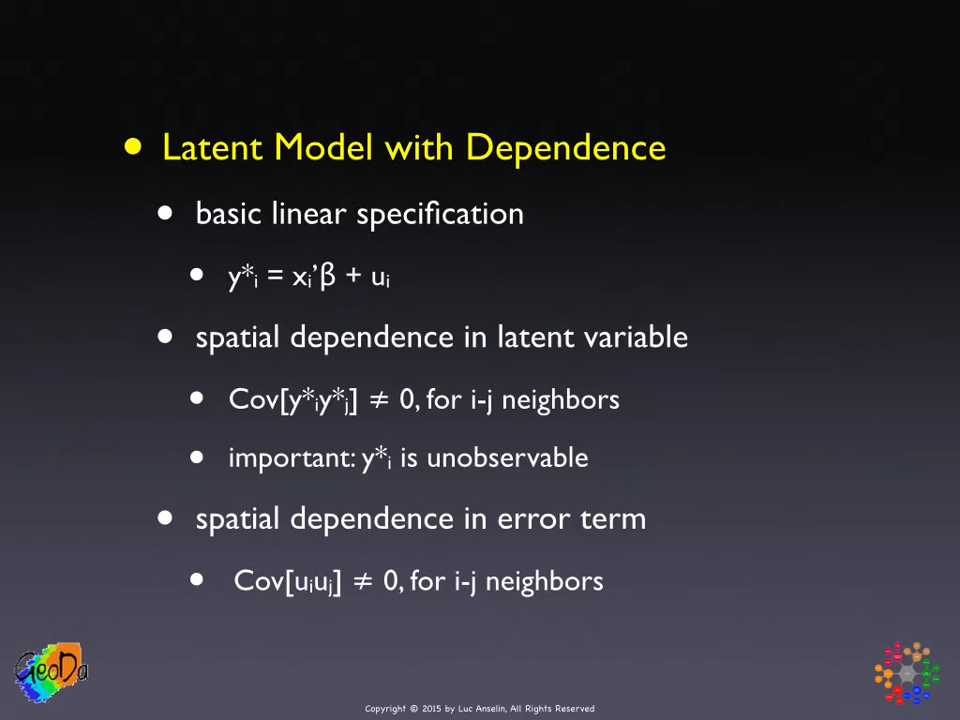 • Latent Model with Dependence
• basic linear specification
• y*ᵢ = xᵢ’β + uᵢ
• spatial dependence in latent variable
• Cov[y*ᵢy*ⱼ] ≠ 0, for i-j neighbors
• important: y*ᵢ is unobservable
• spatial dependence in error term
• Cov[uᵢuⱼ] ≠ 0, for i-j neighbors
GeoDa
Copyright © 2015 by Luc Anselin, All Rights Reserved